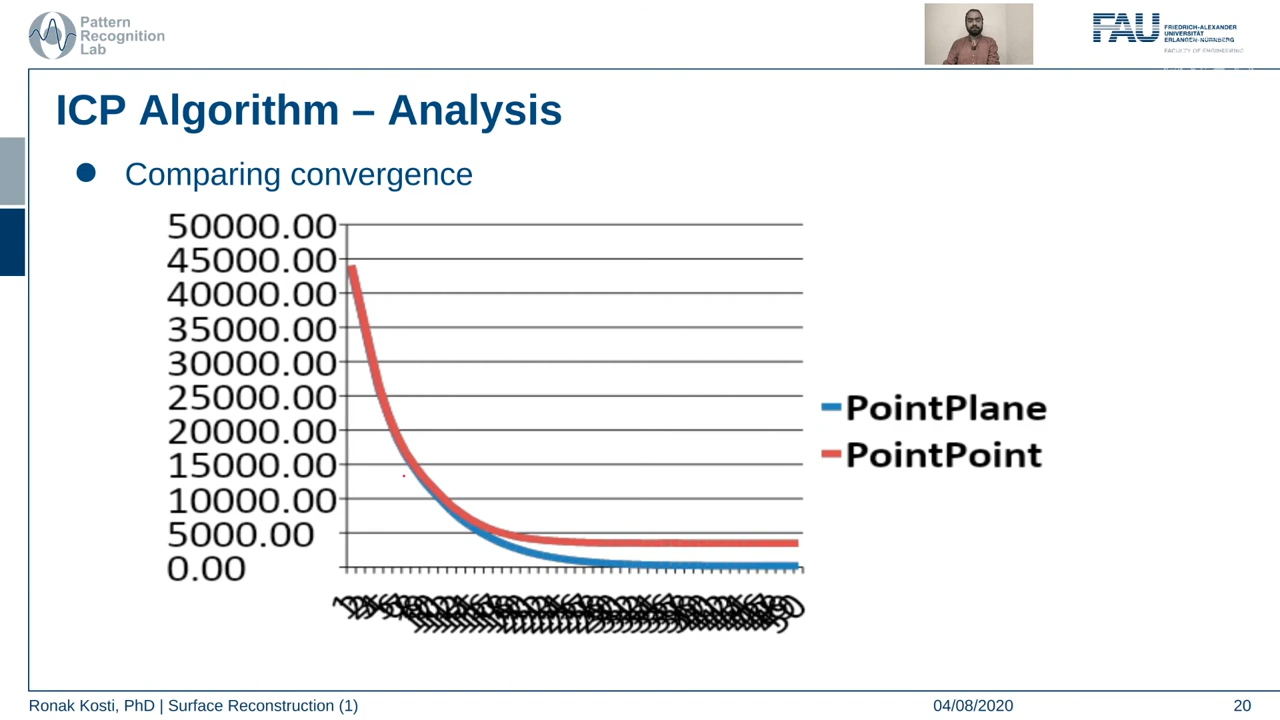 Pattern
Recognition
Lab
FAU
FRIEDRICH-ALEXANDER
UNIVERSITÄT
ERLANGEN-NÜRNBERG
FACULTY OF ENGINEERING
ICP Algorithm – Analysis
Comparing convergence
50000.00
45000.00
40000.00
35000.00
30000.00
25000.00
20000.00
15000.00
10000.00
5000.00
0.00
PointPlane
PointPoint
Ronak Kosti, PhD | Surface Reconstruction (1)
04/08/2020
20